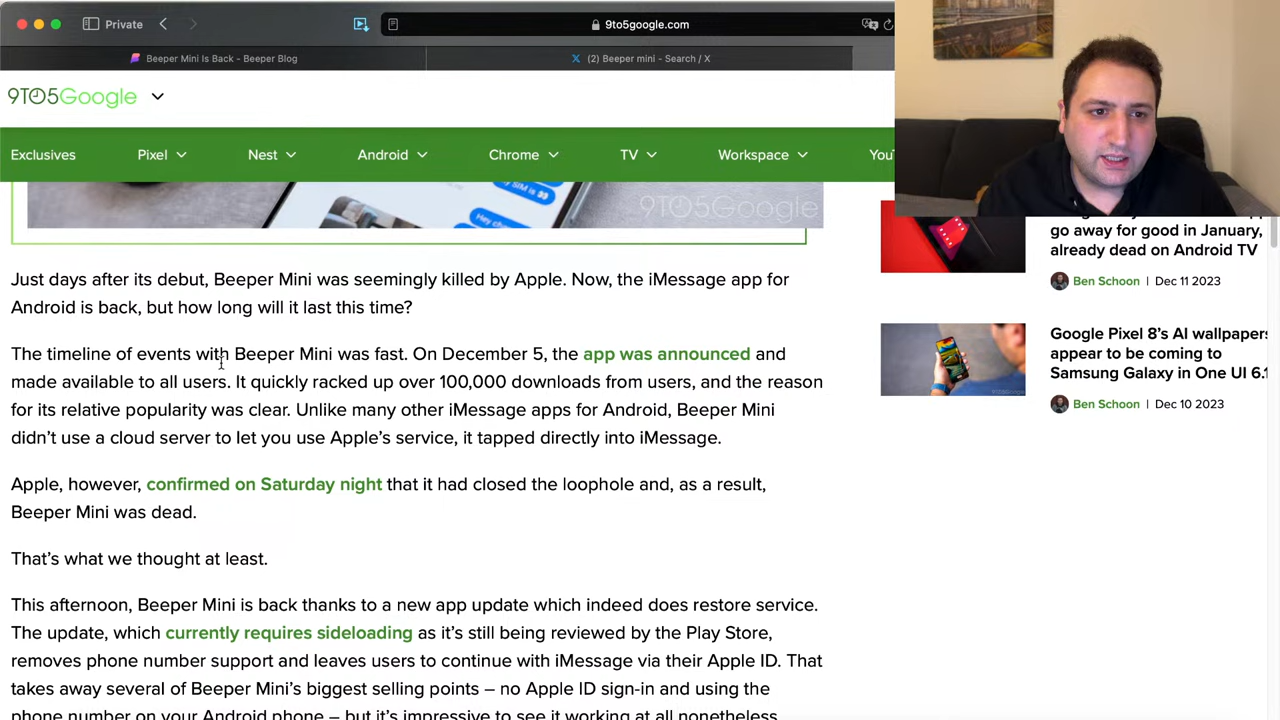 Private
9to5google.com
Beeper Mini Is Back - Beeper Blog
(2) Beeper mini - Search / X
9TO5Google
Exclusives Pixel Nest Android Chrome TV Workspace
My SIM is 33
9TO5Google
go away for good in January,
already dead on Android TV
Ben Schoon | Dec 11 2023
Google Pixel 8’s AI wallpapers
appear to be coming to
Samsung Galaxy in One UI 6.1
Ben Schoon | Dec 10 2023
Just days after its debut, Beeper Mini was seemingly killed by Apple. Now, the iMessage app for
Android is back, but how long will it last this time?
The timeline of events with Beeper Mini was fast. On December 5, the app was announced and
made available to all users. It quickly racked up over 100,000 downloads from users, and the reason
for its relative popularity was clear. Unlike many other iMessage apps for Android, Beeper Mini
didn’t use a cloud server to let you use Apple’s service, it tapped directly into iMessage.
Apple, however, confirmed on Saturday night that it had closed the loophole and, as a result,
Beeper Mini was dead.
That’s what we thought at least.
This afternoon, Beeper Mini is back thanks to a new app update which indeed does restore service.
The update, which currently requires sideloading as it’s still being reviewed by the Play Store,
removes phone number support and leaves users to continue with iMessage via their Apple ID. That
takes away several of Beeper Mini’s biggest selling points – no Apple ID sign-in and using the
phone number on your Android phone – but it’s impressive to see it working at all nonetheless.